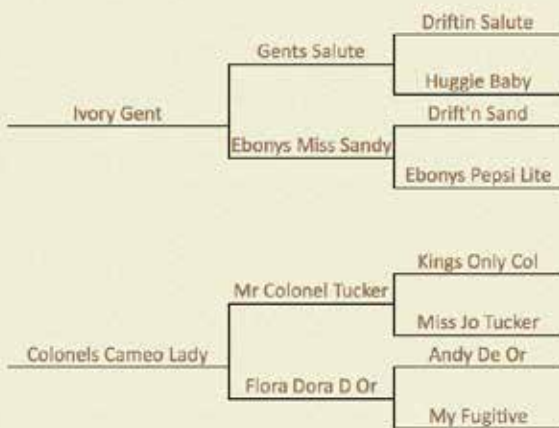 Driftin Salute
Gents Salute
Huggie Baby
Ivory Gent
Drift'n Sand
Ebonys Miss Sandy
Ebonys Pepsi Lite
Kings Only Col
Mr Colonel Tucker
Miss Jo Tucker
Colonels Cameo Lady
Andy De Or
Flora Dora D Or
My Fugitive